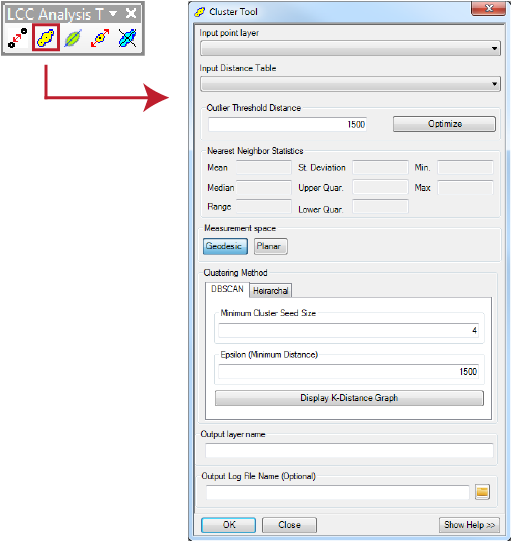 LCC Analysis T
Cluster Tool
Input point layer
Input Distance Table
Outlier Threshold Distance
1500
Optimize
Nearest Neighbor Statistics
Mean St. Deviation Min.
Median Upper Quar. Max
Range Lower Quar.
Measurement space
Geodesic Planar
Clustering Method
DBSCAN Heirarchal
Minimum Cluster Seed Size
4
Epsilon (Minimum Distance)
1500
Display K-Distance Graph
Output layer name
Output Log File Name (Optional)
OK Close Show Help >>